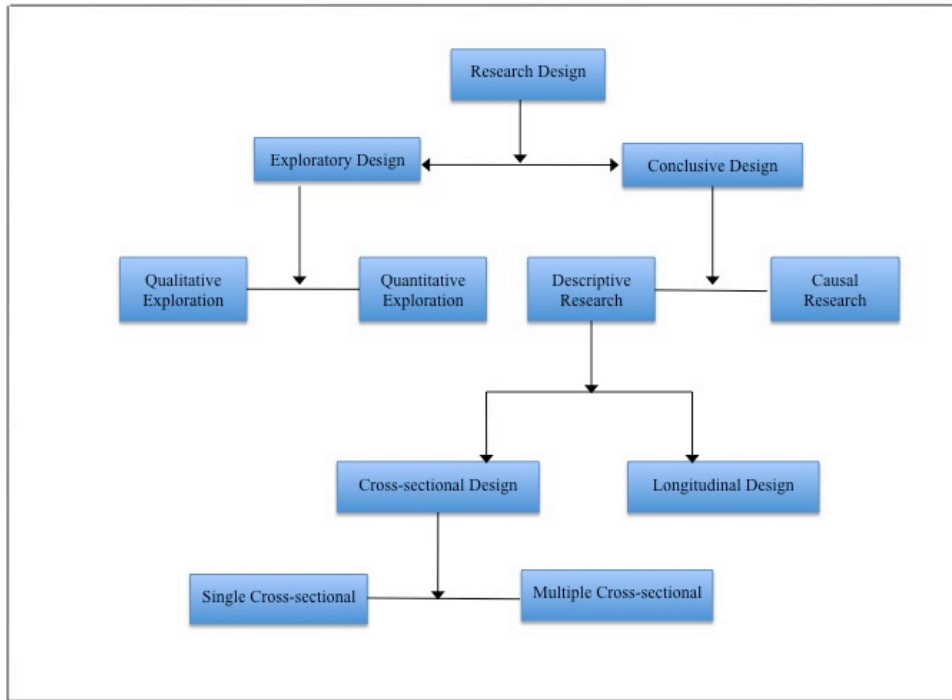 Research Design
Exploratory Design
Conclusive Design
Qualitative
Exploration
Quantitative
Exploration
Descriptive
Research
Causal
Research
Cross-sectional Design
Longitudinal Design
Single Cross-sectional
Multiple Cross-sectional